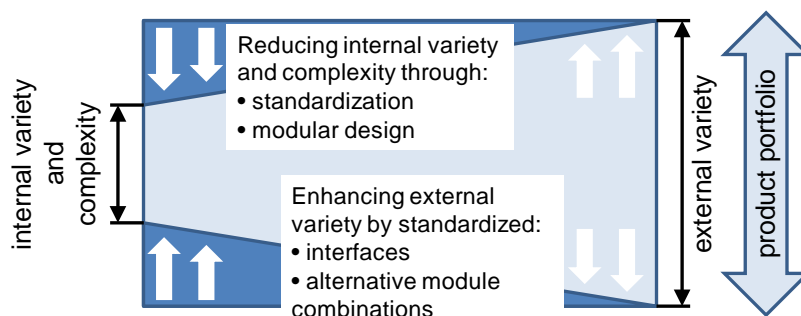 internal variety
and
complexity
Reducing internal variety
and complexity through:
• standardization
• modular design
Enhancing external
variety by standardized:
• interfaces
• alternative module
combinations
external variety
product portfolio